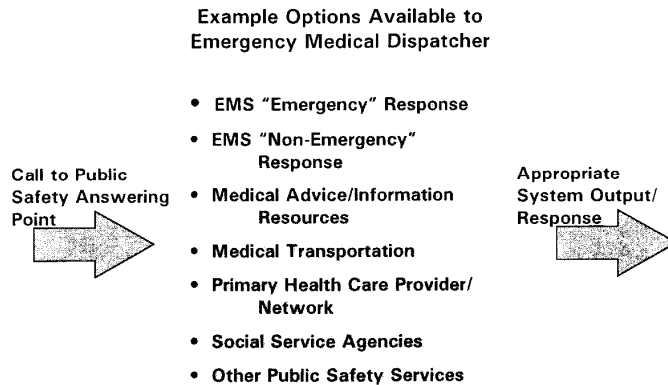 Example Options Available to
Emergency Medical Dispatcher
Call to Public
Safety Answering
Point
• EMS "Emergency" Response
• EMS "Non-Emergency"
Response
• Medical Advice/Information
Resources
• Medical Transportation
• Primary Health Care Provider/
Network
• Social Service Agencies
• Other Public Safety Services
Appropriate
System Output/
Response